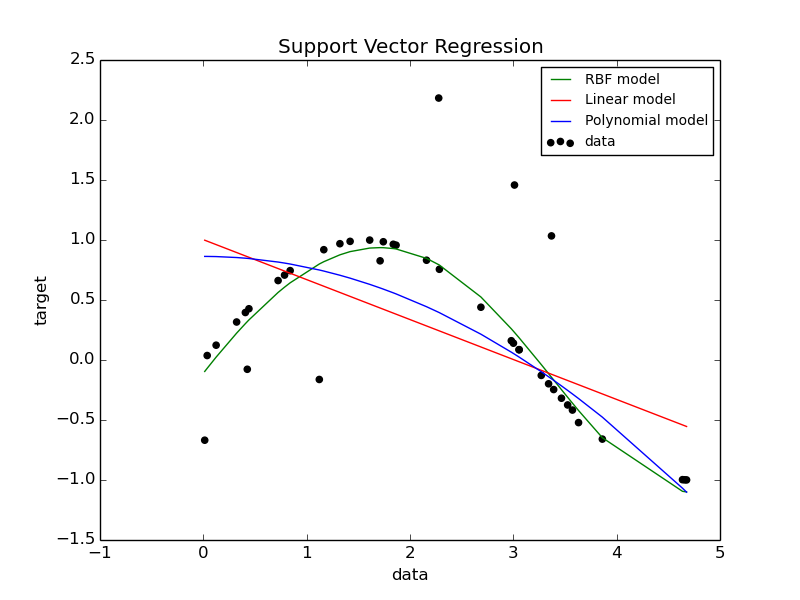 Support Vector Regression
2.5
2.0
1.5
1.0
0.5
0.0
−0.5
−1.0
−1.5
target
RBF model
Linear model
Polynomial model
data
−1 0 1 2 3 4 5
data